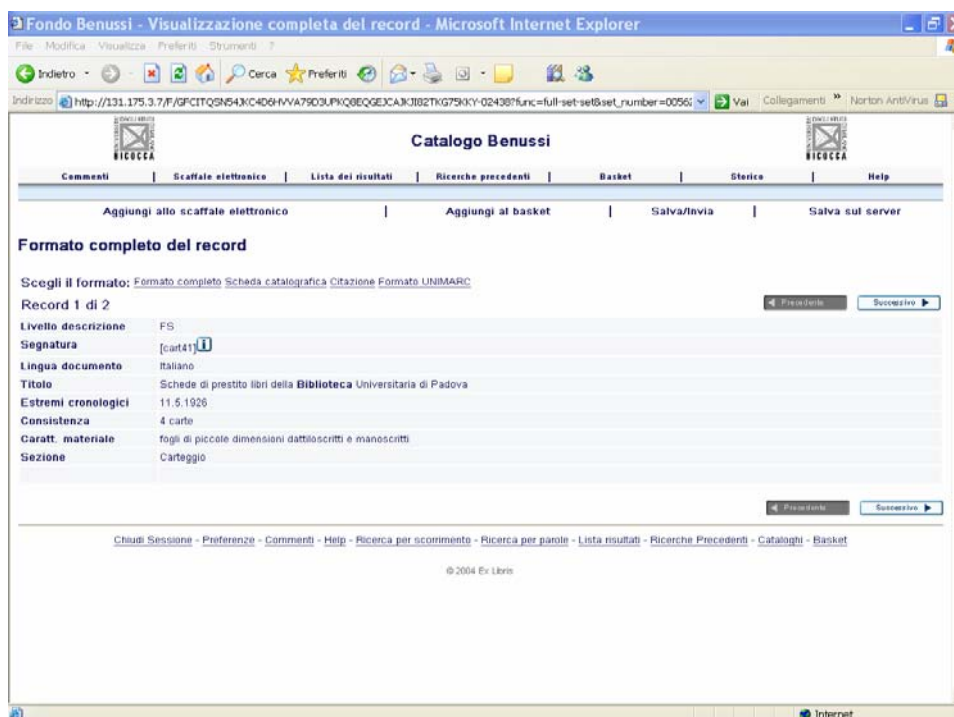 Fondo Benussi - Visualizzazione completa del record - Microsoft Internet Explorer
File Modifica Visualizza Preferiti Strumenti ?
Indietro Cerca Preferiti
Indirizzo Vai Collegamenti » Norton AntiVirus
BICOCCA Catalogo Benussi BICOCCA
Commenti | Scaffale elettronico | Lista dei risultati | Ricerche precedenti | Basket | Storico | Help
Aggiungi allo scaffale elettronico | Aggiungi al basket | Salva/Invia | Salva sul server
Formato completo del record
Scegli il formato: Formato completo Scheda catalografica Citazione Formato UNIMARC
Record 1 di 2 Precedente Successivo
Livello descrizione FS
Segnatura [cart41] i
Lingua documento Italiano
Titolo Schede di prestito libri della Biblioteca Universitaria di Padova
Estremi cronologici 11.5.1926
Consistenza 4 carte
Caratt. materiale fogli di piccole dimensioni dattiloscritti e manoscritti
Sezione Carteggio
Precedente Successivo
Chiudi Sessione - Preferenze - Commenti - Help - Ricerca per scorrimento - Ricerca per parole - Lista risultati - Ricerche Precedenti - Cataloghi - Basket
© 2004 Ex Libris
Internet